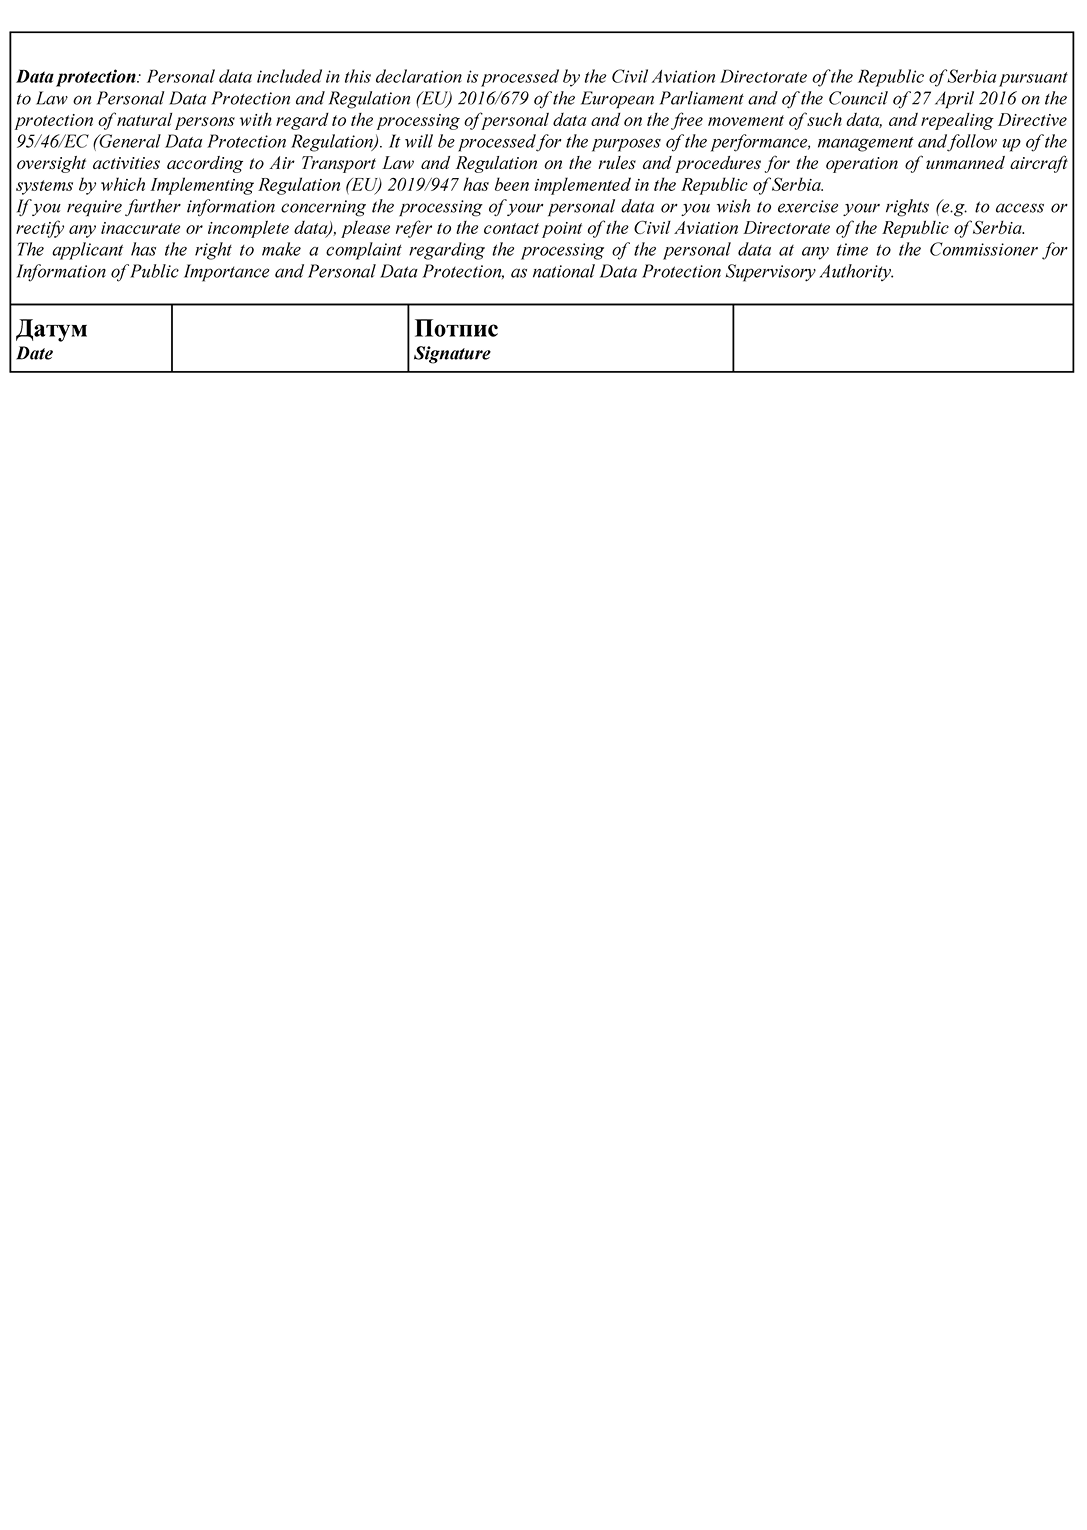 Data protection: Personal data included in this declaration is processed by the Civil Aviation Directorate of the Republic of Serbia pursuant
to Law on Personal Data Protection and Regulation (EU) 2016/679 of the European Parliament and of the Council of 27 April 2016 on the
protection of natural persons with regard to the processing of personal data and on the free movement of such data, and repealing Directive
95/46/EC (General Data Protection Regulation). It will be processed for the purposes of the performance, management and follow up of the
oversight activities according to Air Transport Law and Regulation on the rules and procedures for the operation of unmanned aircraft
systems by which Implementing Regulation (EU) 2019/947 has been implemented in the Republic of Serbia.
If you require further information concerning the processing of your personal data or you wish to exercise your rights (e.g. to access or
rectify any inaccurate or incomplete data), please refer to the contact point of the Civil Aviation Directorate of the Republic of Serbia.
The applicant has the right to make a complaint regarding the processing of the personal data at any time to the Commissioner for
Information of Public Importance and Personal Data Protection, as national Data Protection Supervisory Authority.
Датум
Date
Потпис
Signature